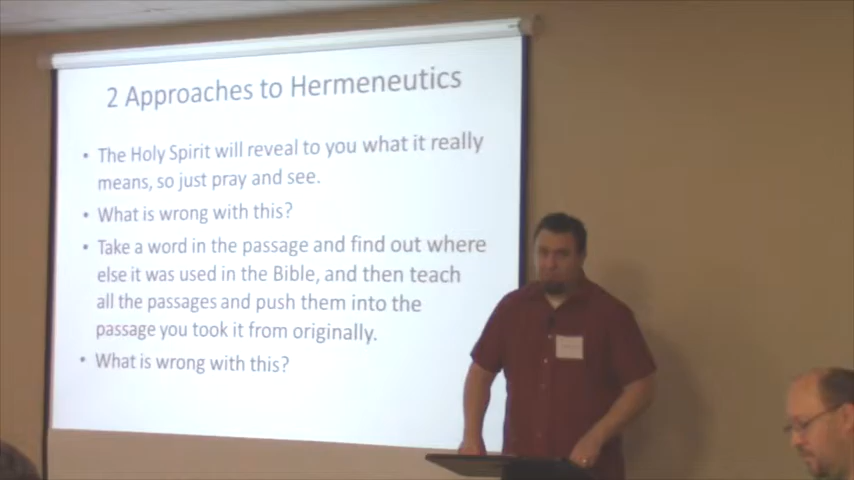 2 Approaches to Hermeneutics
• The Holy Spirit will reveal to you what it really
means, so just pray and see.
• What is wrong with this?
• Take a word in the passage and find out where
else it was used in the Bible, and then teach
all the passages and push them into the
passage you took it from originally.
• What is wrong with this?